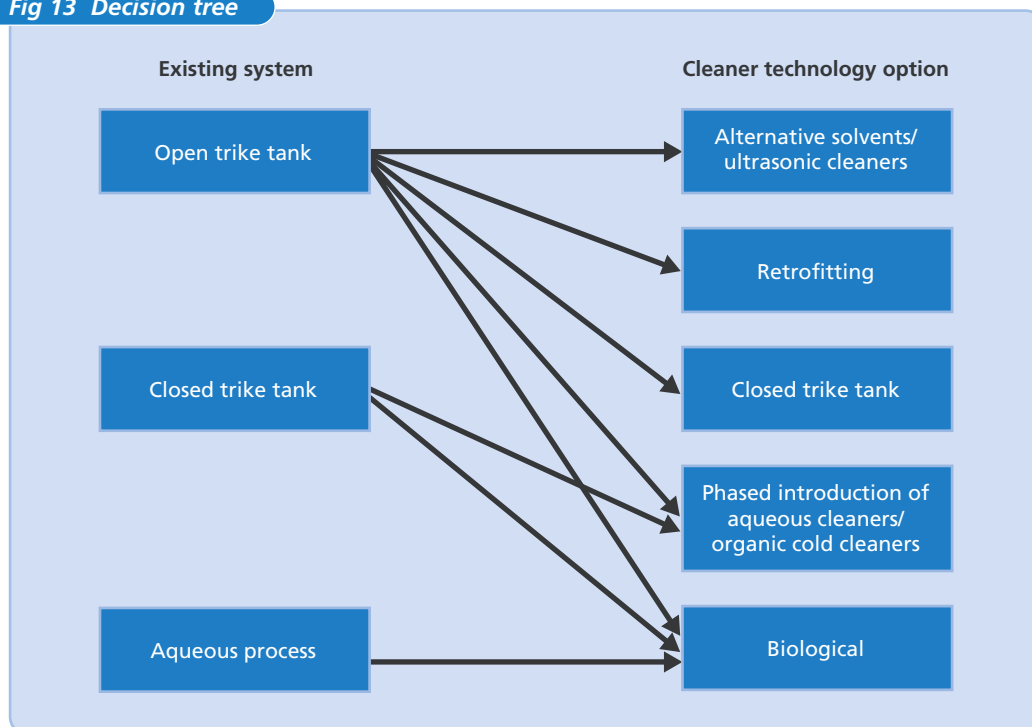 Fig 13 Decision tree
Existing system
Cleaner technology option
Open trike tank
Alternative solvents/
ultrasonic cleaners
Retrofitting
Closed trike tank
Closed trike tank
Phased introduction of
aqueous cleaners/
organic cold cleaners
Aqueous process
Biological